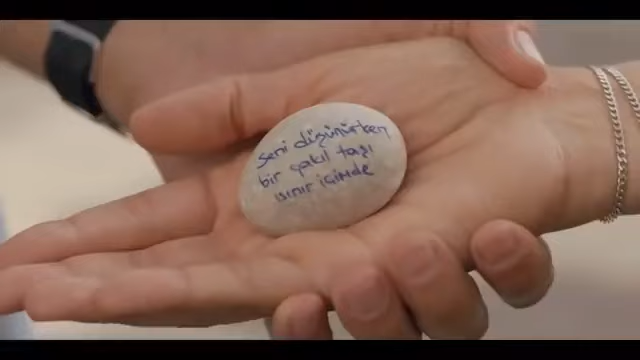 Seni düşünürken
bir çakıl taşı
ısınır içimde